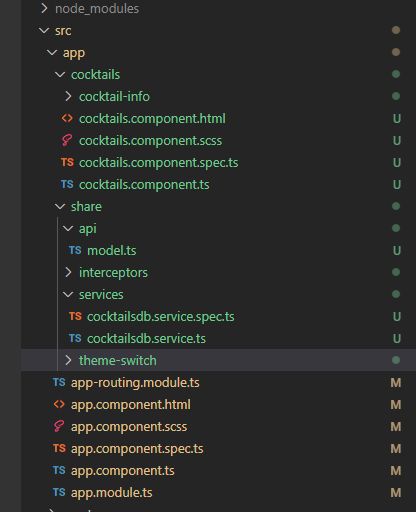 node_modules
src
app
cocktails
cocktail-info
cocktails.component.html U
cocktails.component.scss U
TS cocktails.component.spec.ts U
TS cocktails.component.ts U
share
api
TS model.ts U
interceptors
services
TS cocktailsdb.service.spec.ts U
TS cocktailsdb.service.ts U
theme-switch
TS app-routing.module.ts M
app.component.html M
app.component.scss M
TS app.component.spec.ts M
TS app.component.ts M
TS app.module.ts M